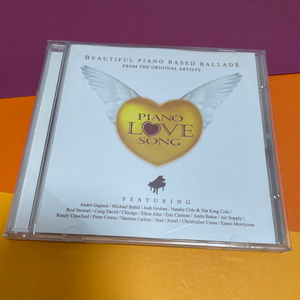 BEAUTIFUL PIANO BASED BALLADS
FROM THE ORIGINAL ARTISTS
PIANO
LOVE
SONG
FEATURING
André Gagnon / Michael Bublé / Josh Groban / Natalie Cole & Nat King Cole /
Rod Stewart / Craig David / Chicago / Elton John / Eric Carmen / Anita Baker / Air Supply /
Randy Crawford / Peter Cetera / Vanessa Carlton / Seal / Jewel / Christopher Cross / Ennio Morricone